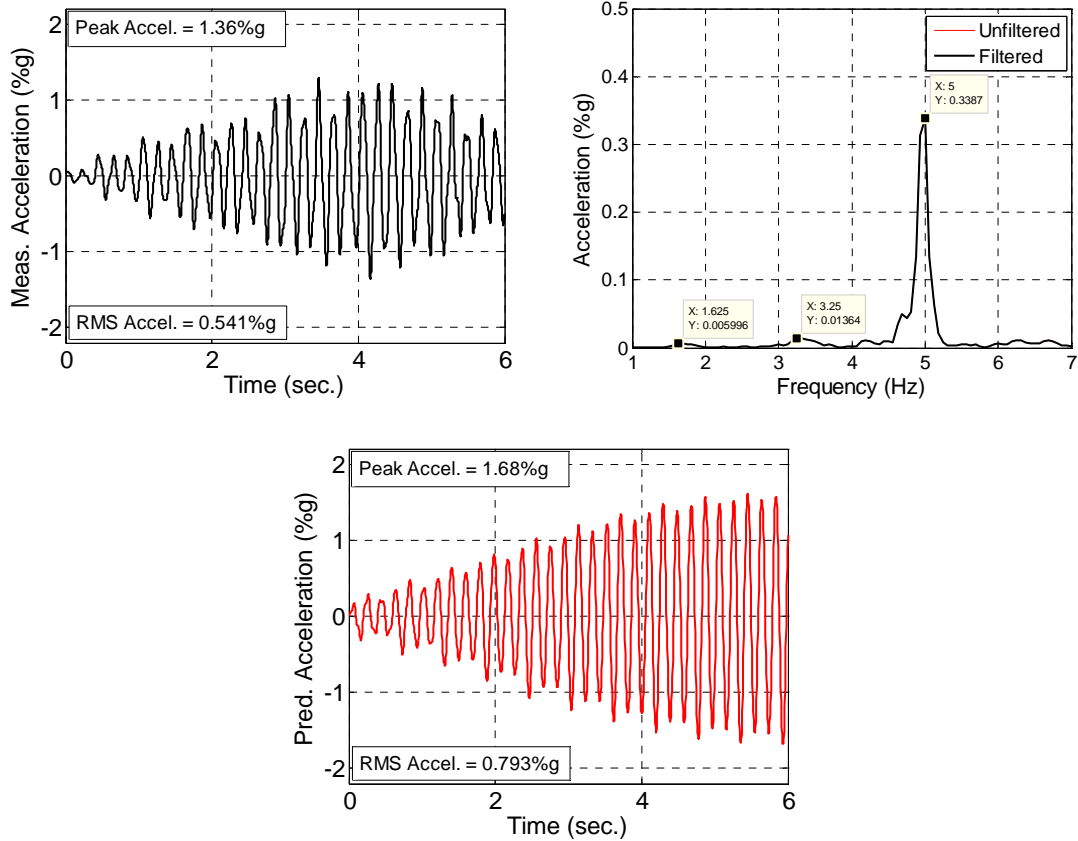 Peak Accel. = 1.36%g
RMS Accel. = 0.541%g
Meas. Acceleration (%g)
2
1
0
-1
-2
0 2 4 6
Time (sec.)
Unfiltered
Filtered
X: 5
Y: 0.3387
X: 1.625
Y: 0.005996
X: 3.25
Y: 0.01364
Acceleration (%g)
0.5
0.4
0.3
0.2
0.1
0
1 2 3 4 5 6 7
Frequency (Hz)
Peak Accel. = 1.68%g
RMS Accel. = 0.793%g
Pred. Acceleration (%g)
2
1
0
-1
-2
0 2 4 6
Time (sec.)